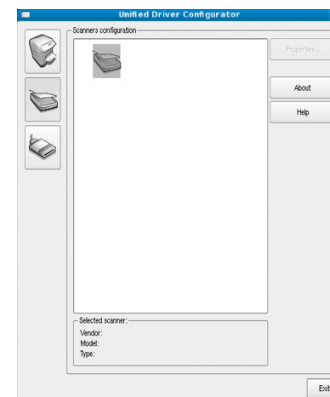 Unified Driver Configurator
Scanners configuration
Properties...
About
Help
Selected scanner:
Vendor:
Model:
Type:
Exit